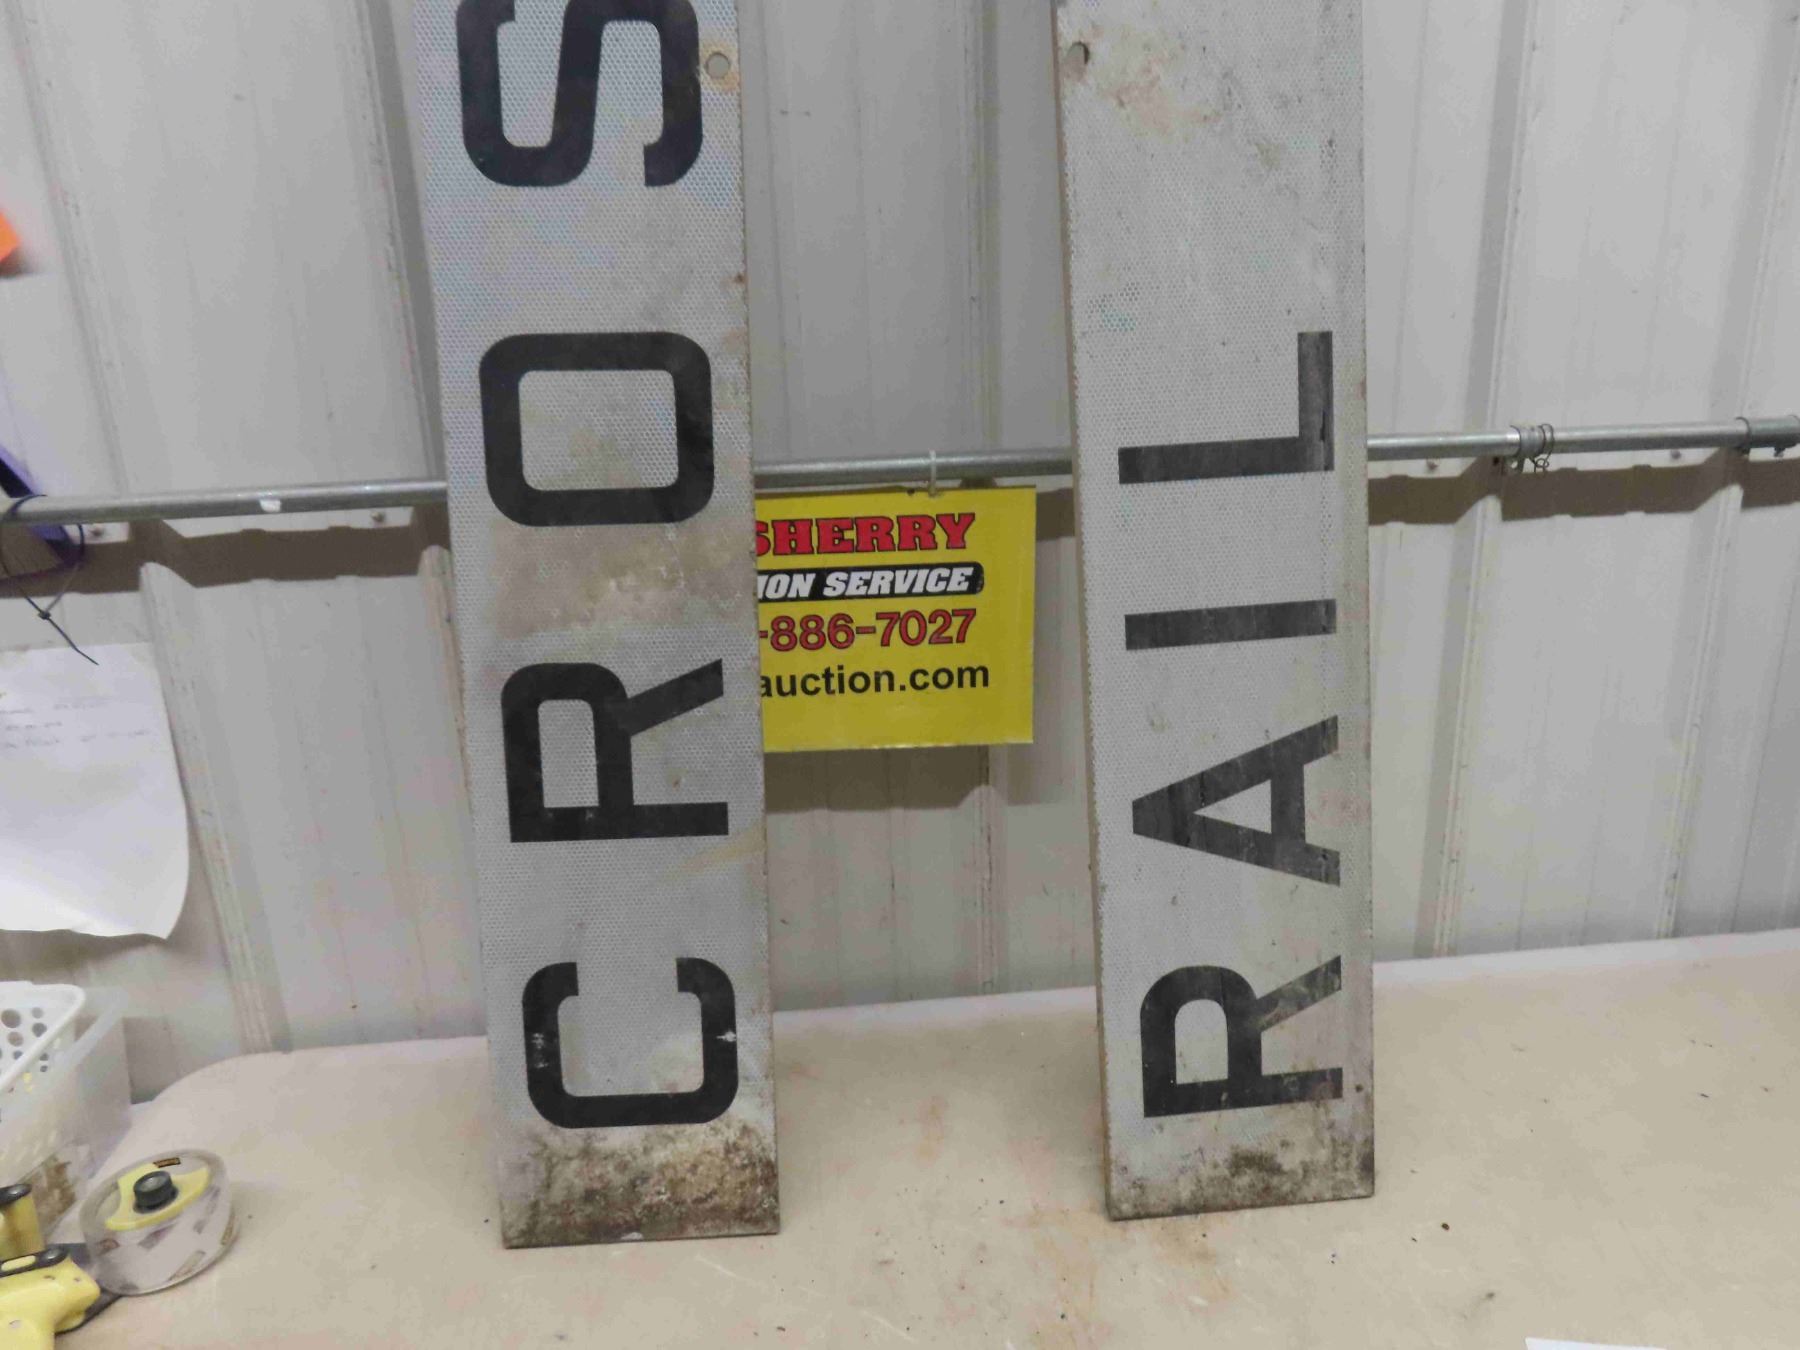 CROS
RAIL
SHERRY
ION SERVICE
-886-7027
auction.com